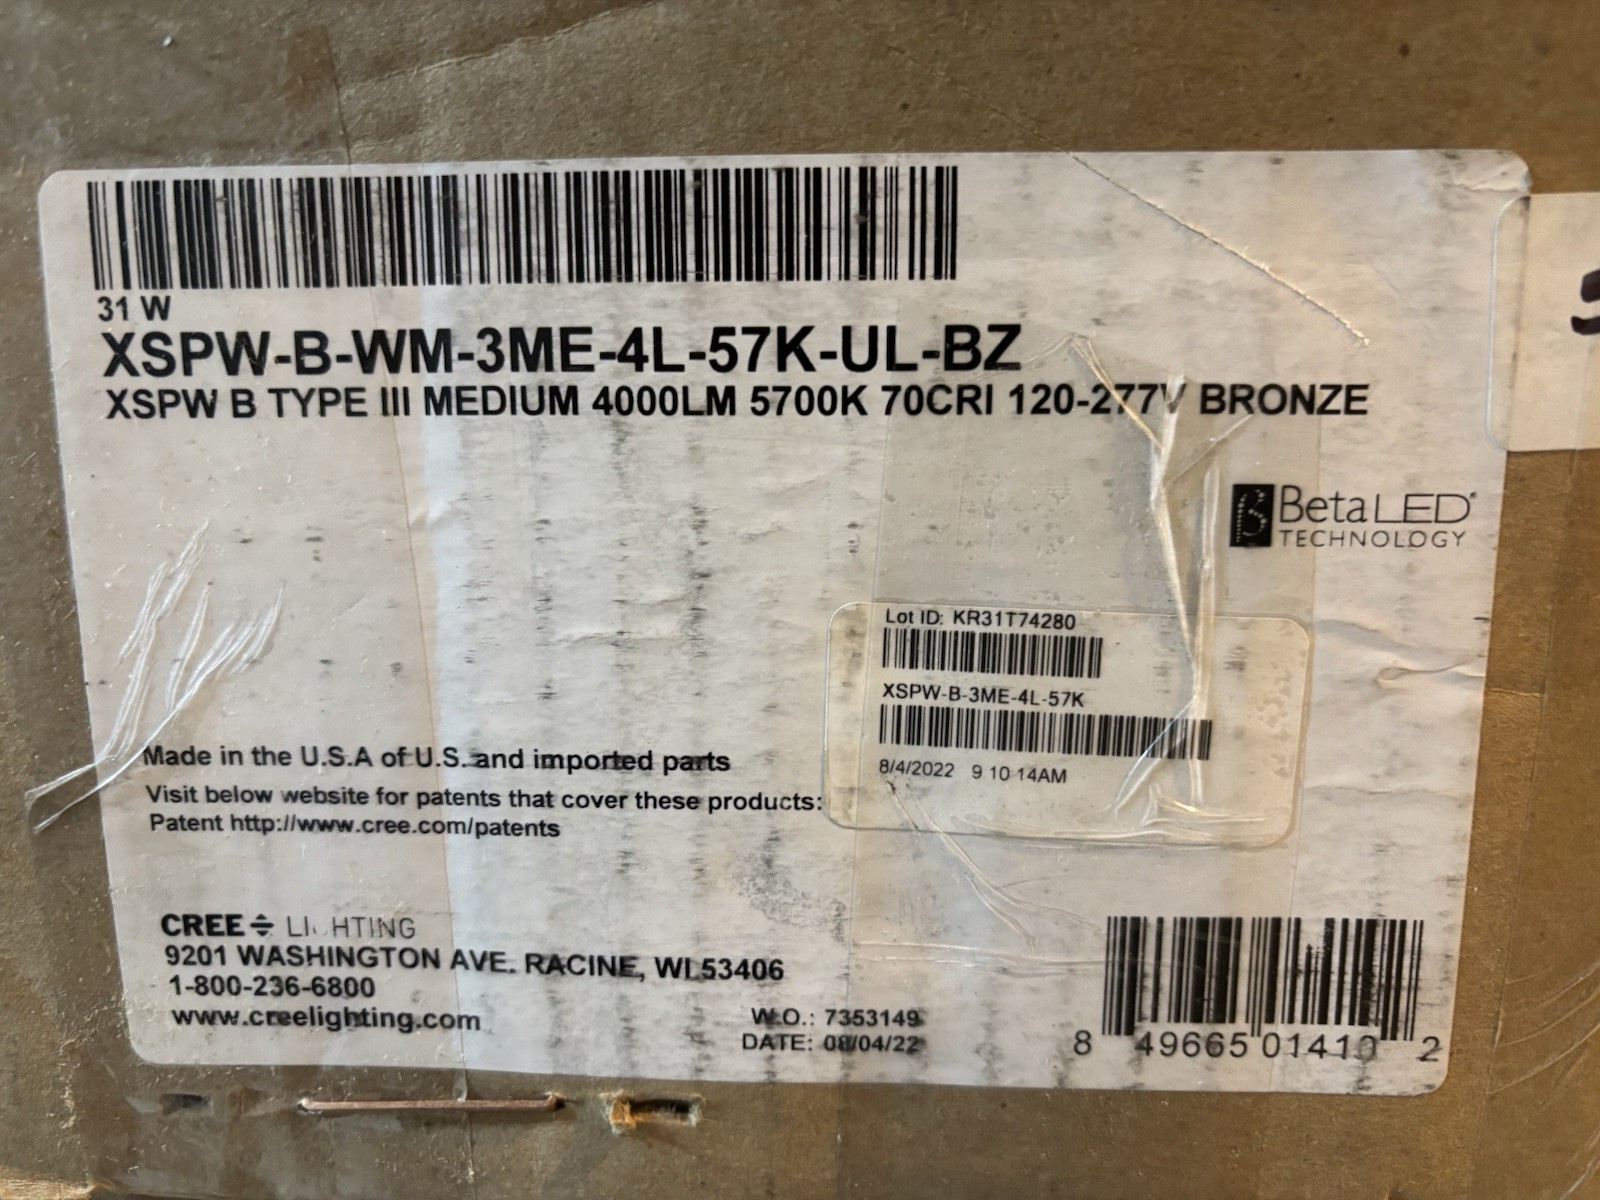 31 W
XSPW-B-WM-3ME-4L-57K-UL-BZ
XSPW B TYPE III MEDIUM 4000LM 5700K 70CRI 120-277V BRONZE
BetaLED®
TECHNOLOGY
Lot ID: KR31T74280
XSPW-B-3ME-4L-57K
8/4/2022 9 10 14AM
Made in the U.S.A of U.S. and imported parts
Visit below website for patents that cover these products:
Patent http://www.cree.com/patents
CREE LIGHTING
9201 WASHINGTON AVE. RACINE, WI.53406
1-800-236-6800
www.creelighting.com
W.O.: 7353149
DATE: 08/04/22
8 49665 01410 2